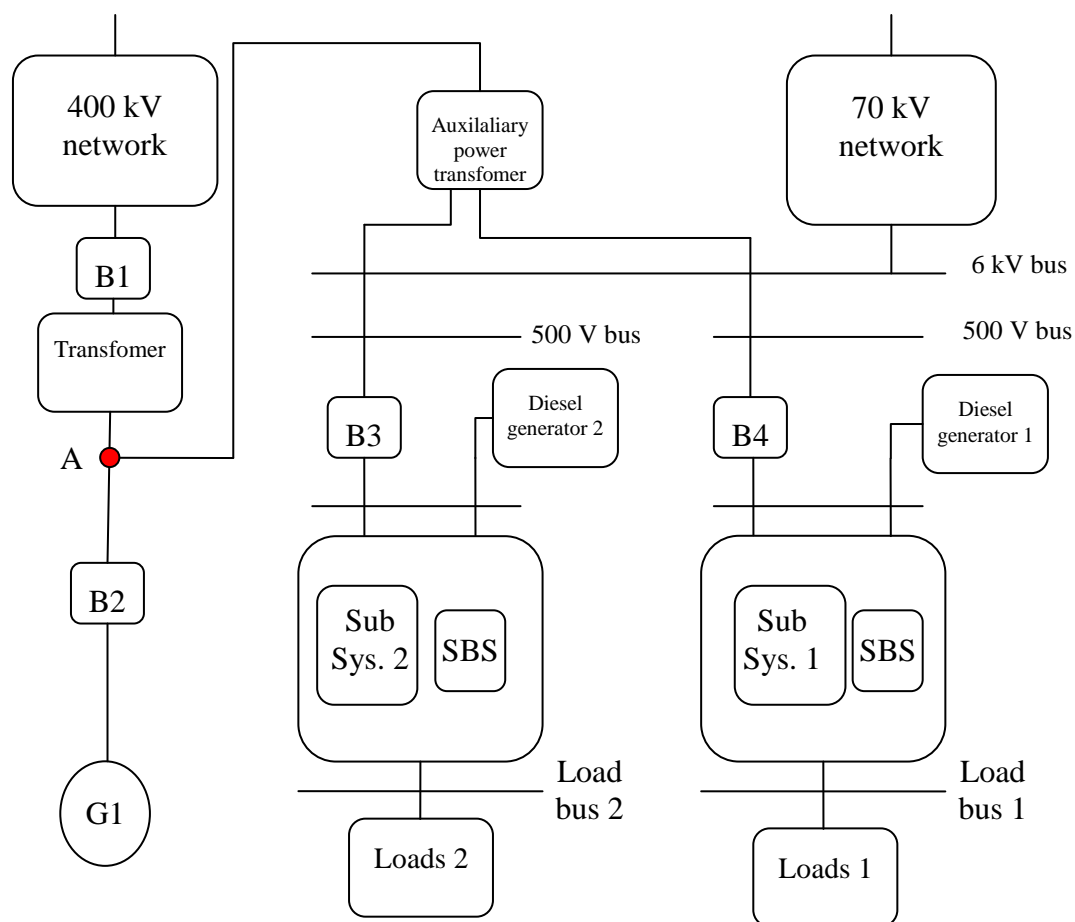 400 kV
network
Auxilaliary
power
transfomer
70 kV
network
B1
6 kV bus
Transfomer
500 V bus
500 V bus
A
B3
Diesel
generator 2
B4
Diesel
generator 1
B2
Sub
Sys. 2
SBS
Sub
Sys. 1
SBS
G1
Load
bus 2
Load
bus 1
Loads 2
Loads 1